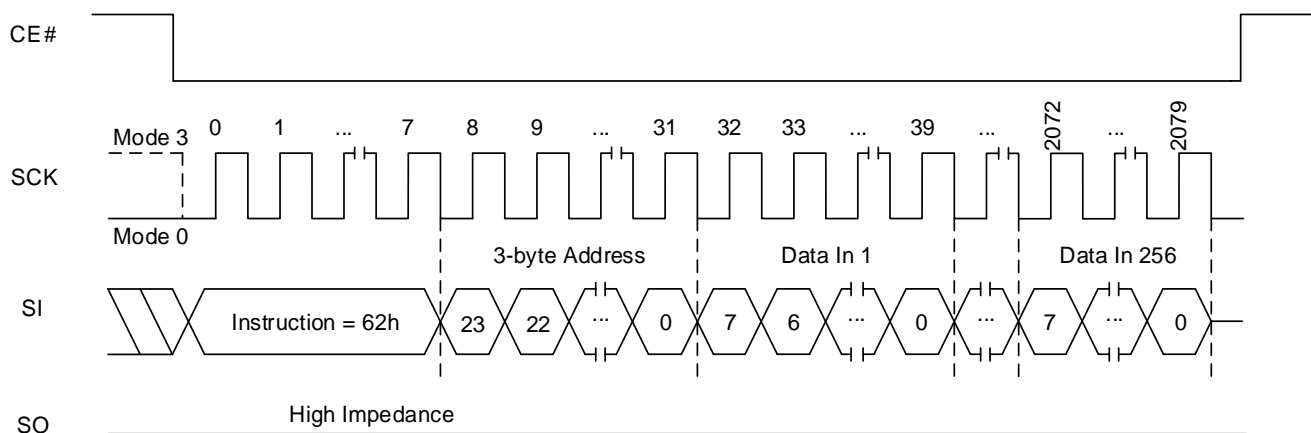 CE#
2072
2079
0 1 ... 7 8 9 ... 31 32 33 ... 39 ... ...
Mode 3
SCK
Mode 0
3-byte Address Data In 1 Data In 256
SI
Instruction = 62h 23 22 ... 0 7 6 ... 0 ... 7 ... 0
High Impedance
SO